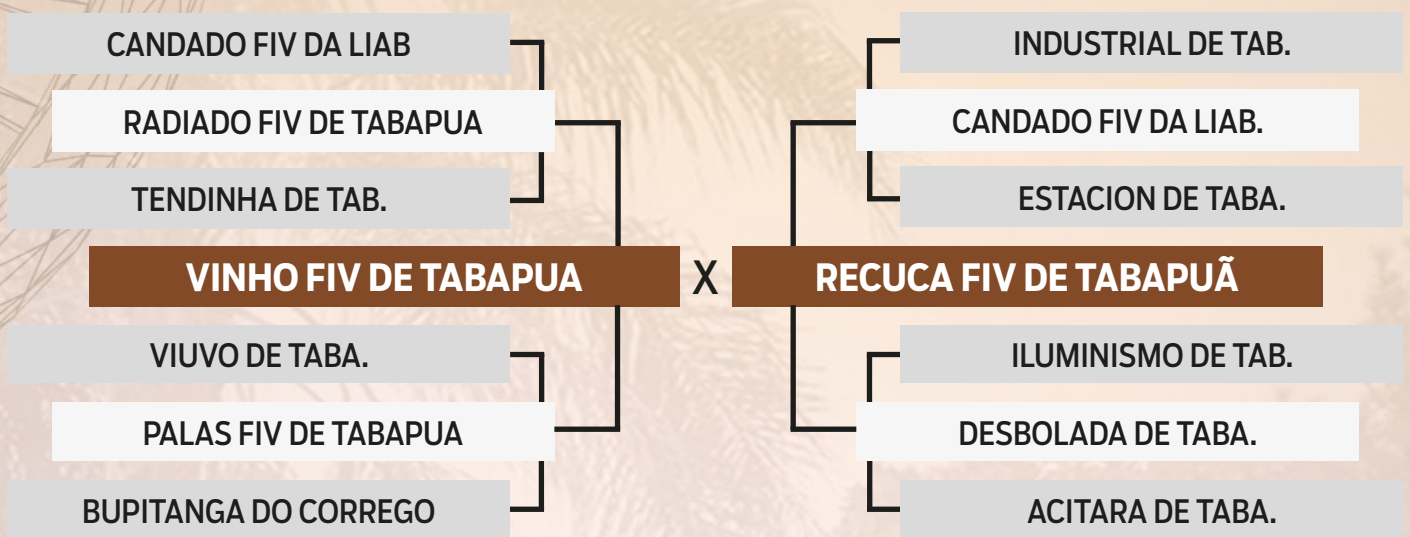 CANDADO FIV DA LIAB
RADIADO FIV DE TABAPUA
TENDINHA DE TAB.
VINHO FIV DE TABAPUA
VIUVO DE TABA.
PALAS FIV DE TABAPUA
BUPITANGA DO CORREGO
X
INDUSTRIAL DE TAB.
CANDADO FIV DA LIAB.
ESTACION DE TABA.
RECUCA FIV DE TABAPUÃ
ILUMINISMO DE TAB.
DESBOLADA DE TABA.
ACITARA DE TABA.